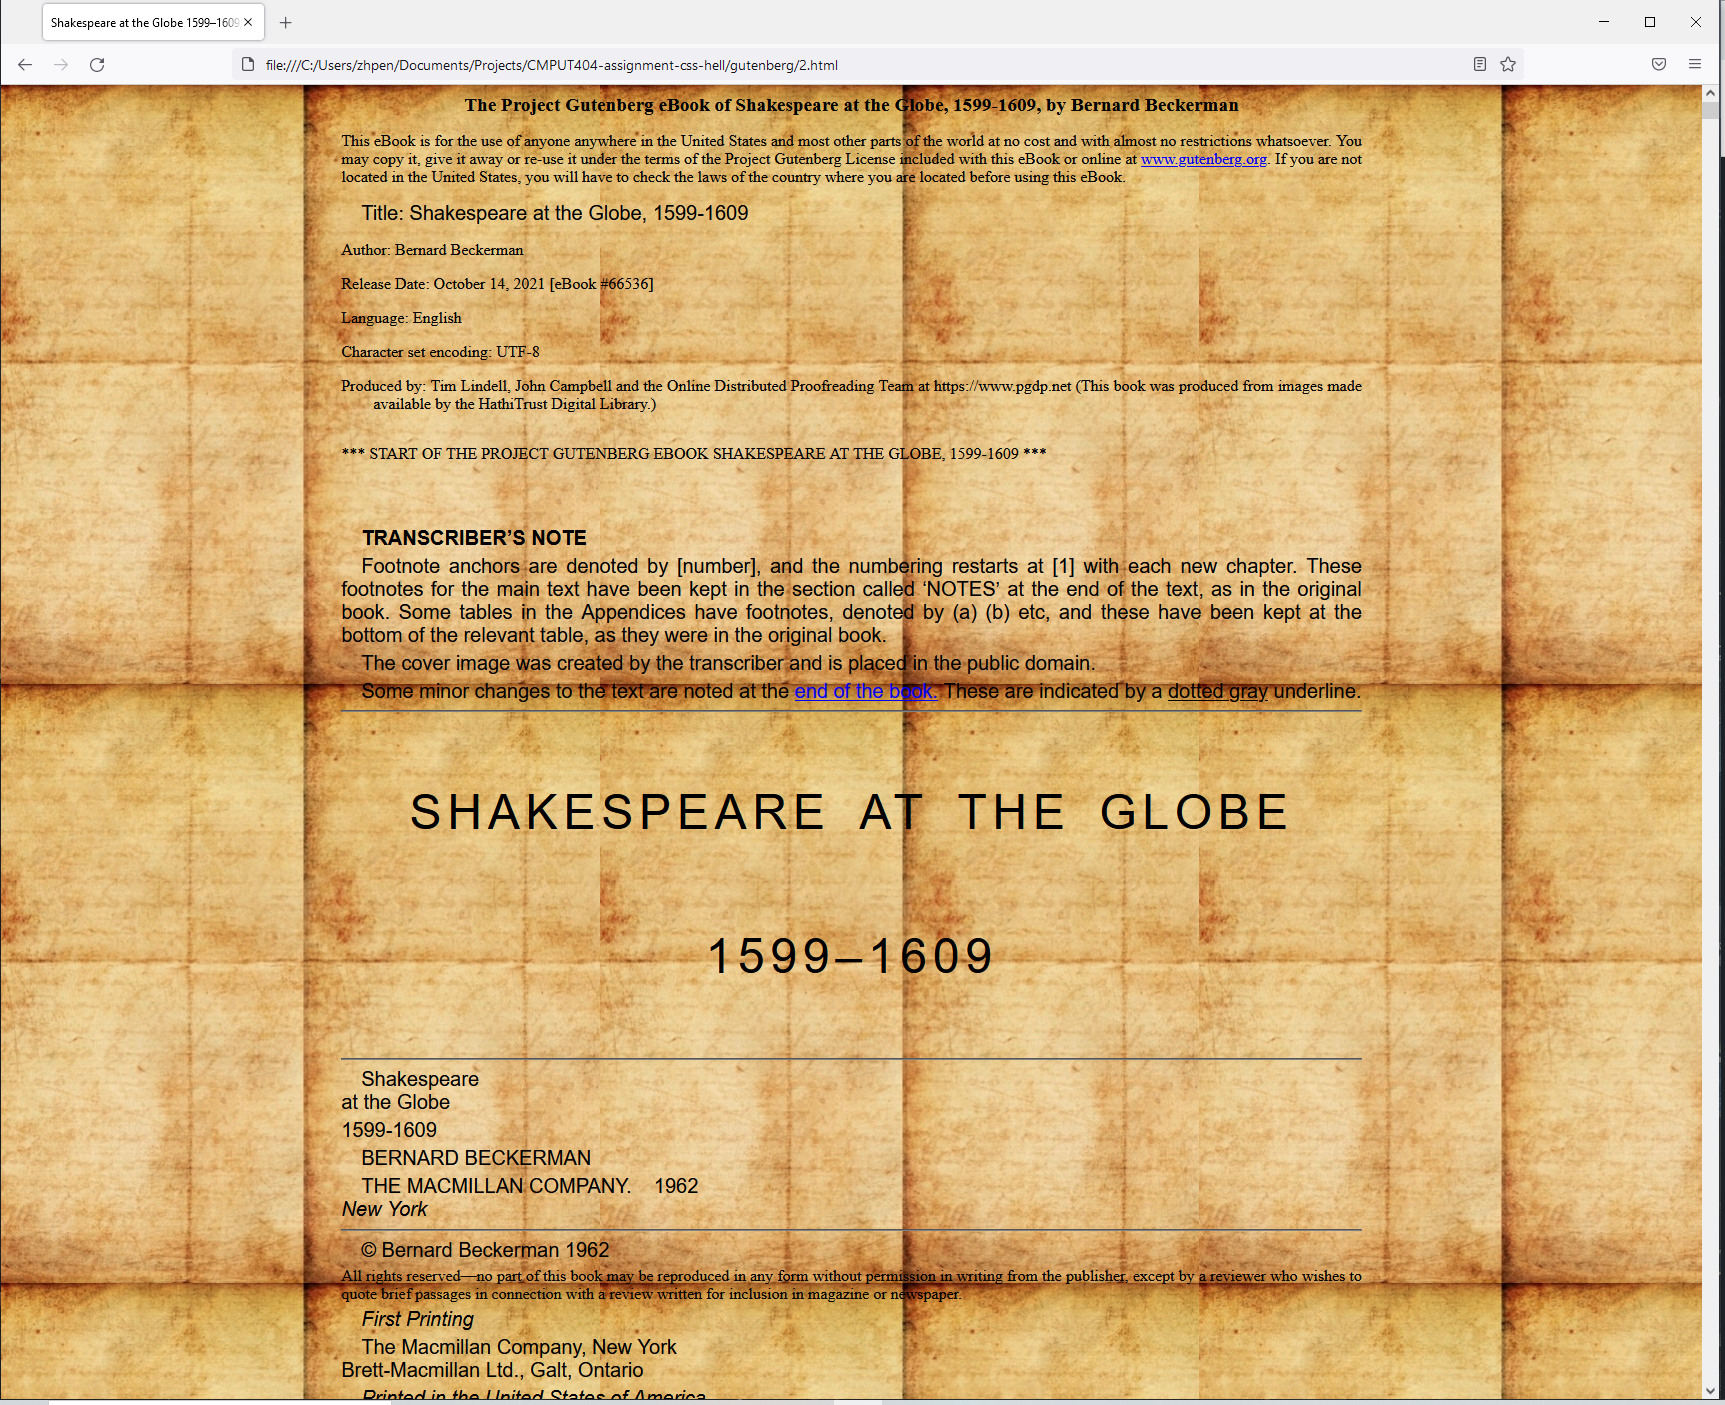 Shakespeare at the Globe 1599–1609
file:///C:/Users/zhpen/Documents/Projects/CMPUT404-assignment-css-hell/gutenberg/2.html
The Project Gutenberg eBook of Shakespeare at the Globe, 1599-1609, by Bernard Beckerman
This eBook is for the use of anyone anywhere in the United States and most other parts of the world at no cost and with almost no restrictions whatsoever. You
may copy it, give it away or re-use it under the terms of the Project Gutenberg License included with this eBook or online at www.gutenberg.org. If you are not
located in the United States, you will have to check the laws of the country where you are located before using this eBook.
Title: Shakespeare at the Globe, 1599-1609
Author: Bernard Beckerman
Release Date: October 14, 2021 [eBook #66536]
Language: English
Character set encoding: UTF-8
Produced by: Tim Lindell, John Campbell and the Online Distributed Proofreading Team at https://www.pgdp.net (This book was produced from images made
available by the HathiTrust Digital Library.)
*** START OF THE PROJECT GUTENBERG EBOOK SHAKESPEARE AT THE GLOBE, 1599-1609 ***
TRANSCRIBER’S NOTE
Footnote anchors are denoted by [number], and the numbering restarts at [1] with each new chapter. These
footnotes for the main text have been kept in the section called ‘NOTES’ at the end of the text, as in the original
book. Some tables in the Appendices have footnotes, denoted by (a) (b) etc, and these have been kept at the
bottom of the relevant table, as they were in the original book.
The cover image was created by the transcriber and is placed in the public domain.
Some minor changes to the text are noted at the end of the book. These are indicated by a dotted gray underline.
SHAKESPEARE AT THE GLOBE
1599–1609
Shakespeare
at the Globe
1599-1609
BERNARD BECKERMAN
THE MACMILLAN COMPANY. 1962
New York
© Bernard Beckerman 1962
All rights reserved—no part of this book may be reproduced in any form without permission in writing from the publisher, except by a reviewer who wishes to
quote brief passages in connection with a review written for inclusion in magazine or newspaper.
First Printing
The Macmillan Company, New York
Brett-Macmillan Ltd., Galt, Ontario
Printed in the United States of America